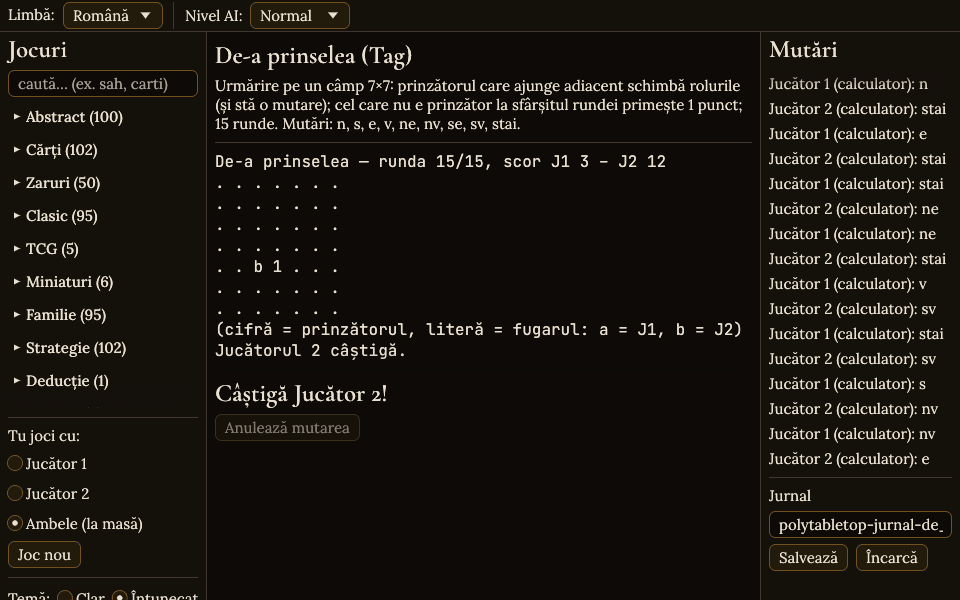 Limbă: Română ▼ Nivel AI: Normal ▼
Jocuri
caută... (ex. sah, carti)
▸ Abstract (100)
▸ Cărți (102)
▸ Zaruri (50)
▸ Clasic (95)
▸ TCG (5)
▸ Miniaturi (6)
▸ Familie (95)
▸ Strategie (102)
▸ Deducție (1)
Tu joci cu:
Jucător 1
Jucător 2
Ambele (la masă)
Joc nou
Temă: Clar Întunecat
De-a prinselea (Tag)
Urmărire pe un câmp 7×7: prinzătorul care ajunge adiacent schimbă rolurile
(și stă o mutare); cel care nu e prinzător la sfârșitul rundei primește 1 punct;
15 runde. Mutări: n, s, e, v, ne, nv, se, sv, stai.
De-a prinselea — runda 15/15, scor J1 3 – J2 12
. . . . . . .
. . . . . . .
. . . . . . .
. . . . . . .
. . b 1 . . .
. . . . . . .
. . . . . . .
(cifră = prinzătorul, literă = fugarul: a = J1, b = J2)
Jucătorul 2 câștigă.
Câștigă Jucător 2!
Anulează mutarea
Mutări
Jucător 1 (calculator): n
Jucător 2 (calculator): stai
Jucător 1 (calculator): e
Jucător 2 (calculator): stai
Jucător 1 (calculator): stai
Jucător 2 (calculator): ne
Jucător 1 (calculator): ne
Jucător 2 (calculator): stai
Jucător 1 (calculator): v
Jucător 2 (calculator): sv
Jucător 1 (calculator): stai
Jucător 2 (calculator): sv
Jucător 1 (calculator): s
Jucător 2 (calculator): nv
Jucător 1 (calculator): nv
Jucător 2 (calculator): e
Jurnal
polytabletop-jurnal-de_
Salvează Încarcă